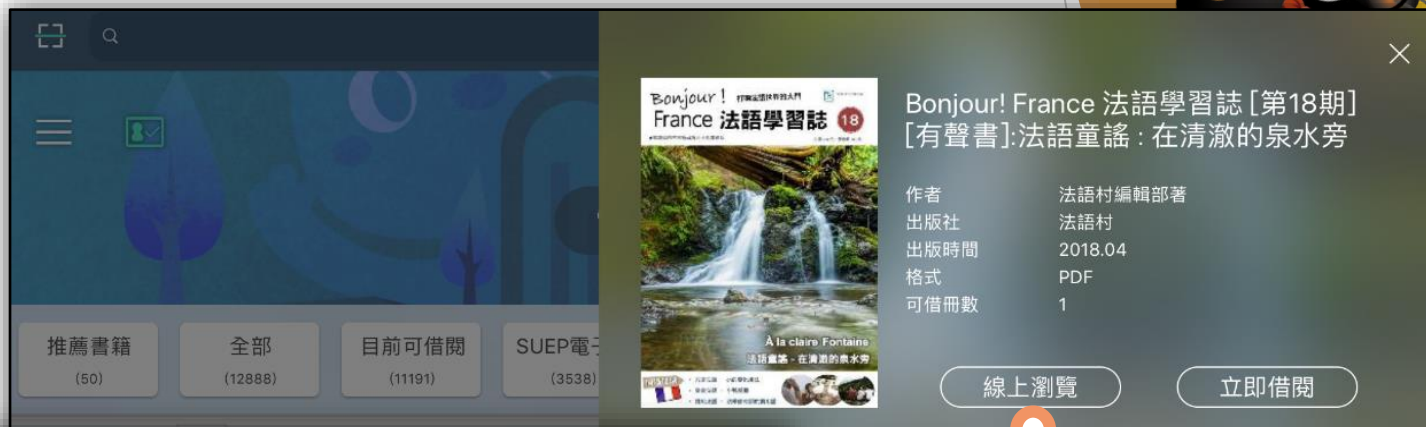 推薦書籍
(50)
全部
(12888)
目前可借閱
(11191)
SUEP電
(3538)
Bonjour!
France 法語學習誌 18
À la claire Fontaine
法語童謠 - 在清澈的泉水旁
Bonjour! France 法語學習誌 [第18期]
[有聲書]:法語童謠 : 在清澈的泉水旁
作者 法語村編輯部著
出版社 法語村
出版時間 2018.04
格式 PDF
可借冊數 1
線上瀏覽
立即借閱